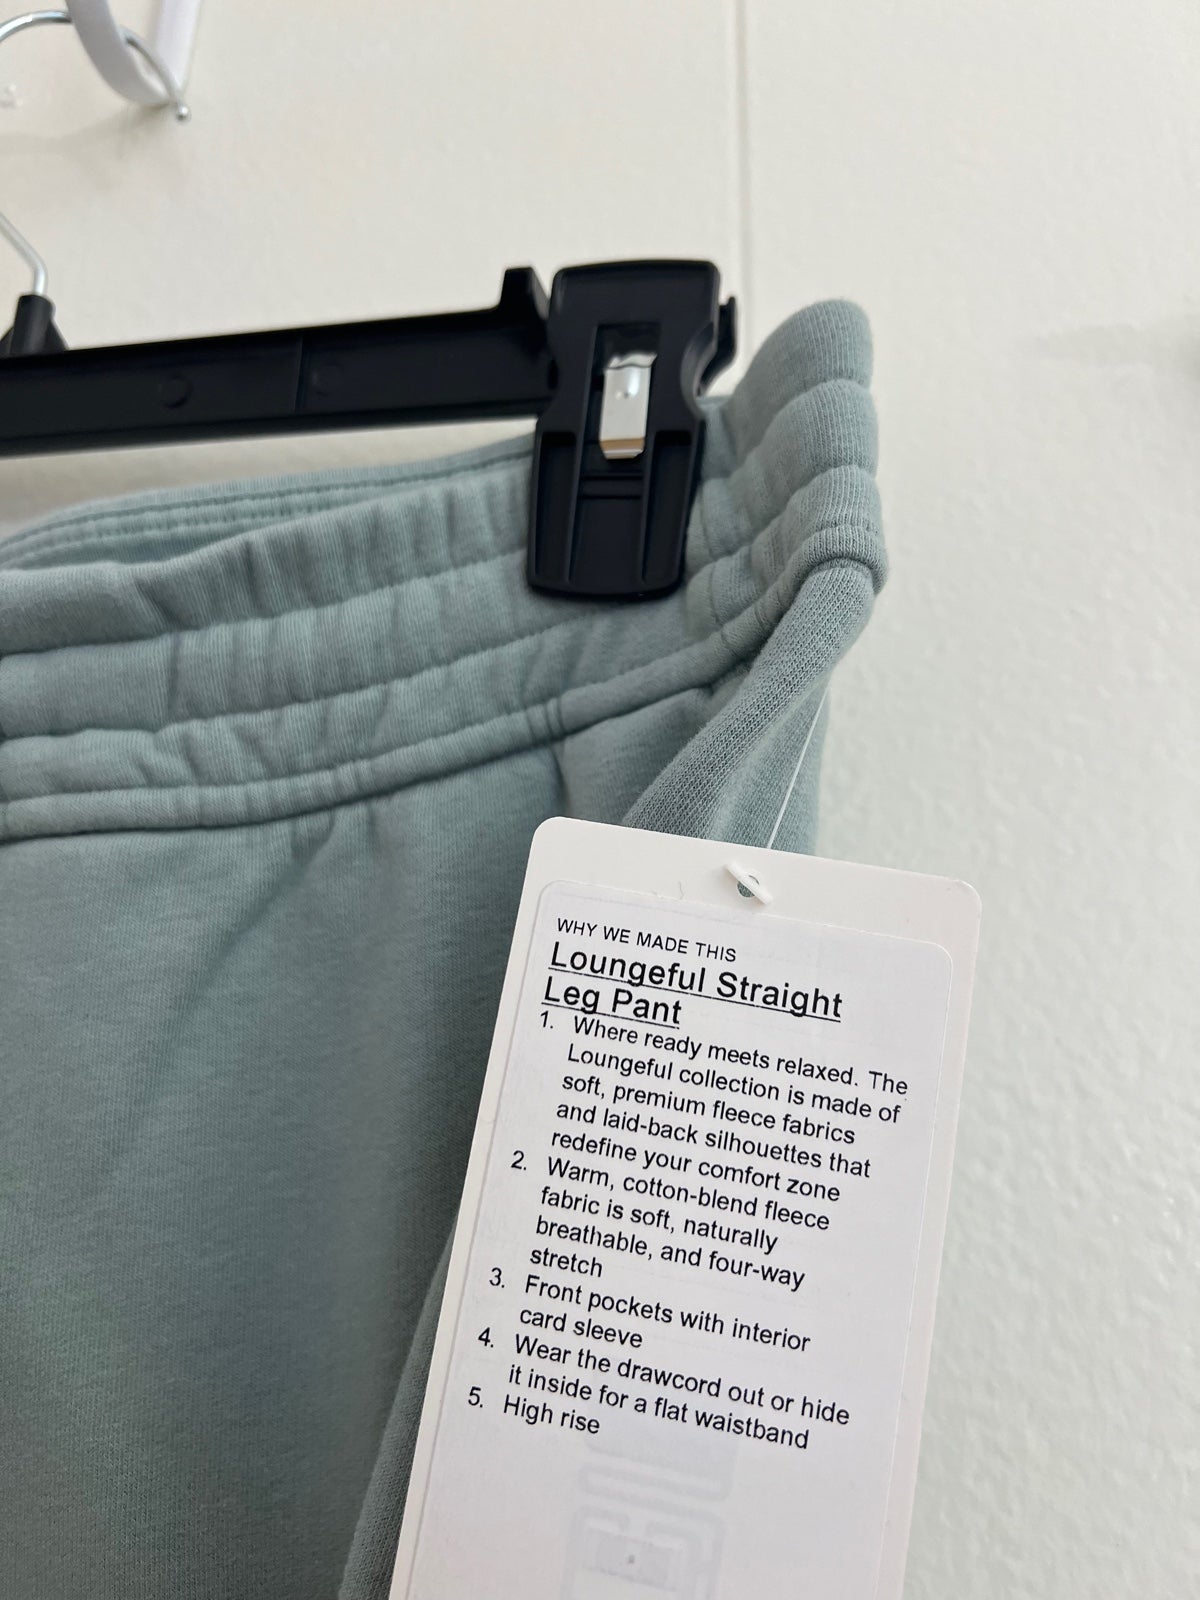 WHY WE MADE THIS
Loungeful Straight
Leg Pant
1. Where ready meets relaxed. The
Loungeful collection is made of
soft, premium fleece fabrics
and laid-back silhouettes that
redefine your comfort zone
2. Warm, cotton-blend fleece
fabric is soft, naturally
breathable, and four-way
stretch
3. Front pockets with interior
card sleeve
4. Wear the drawcord out or hide
it inside for a flat waistband
5. High rise